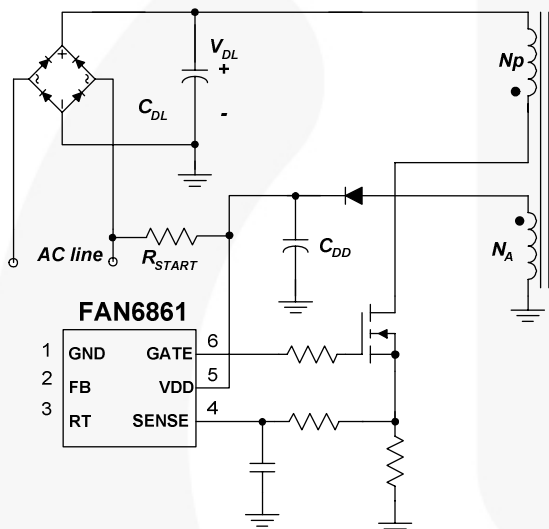 V_DL
+
C_DL
-
Np
AC line
R_START
C_DD
N_A
FAN6861
1 GND GATE 6
2 FB VDD 5
3 RT SENSE 4